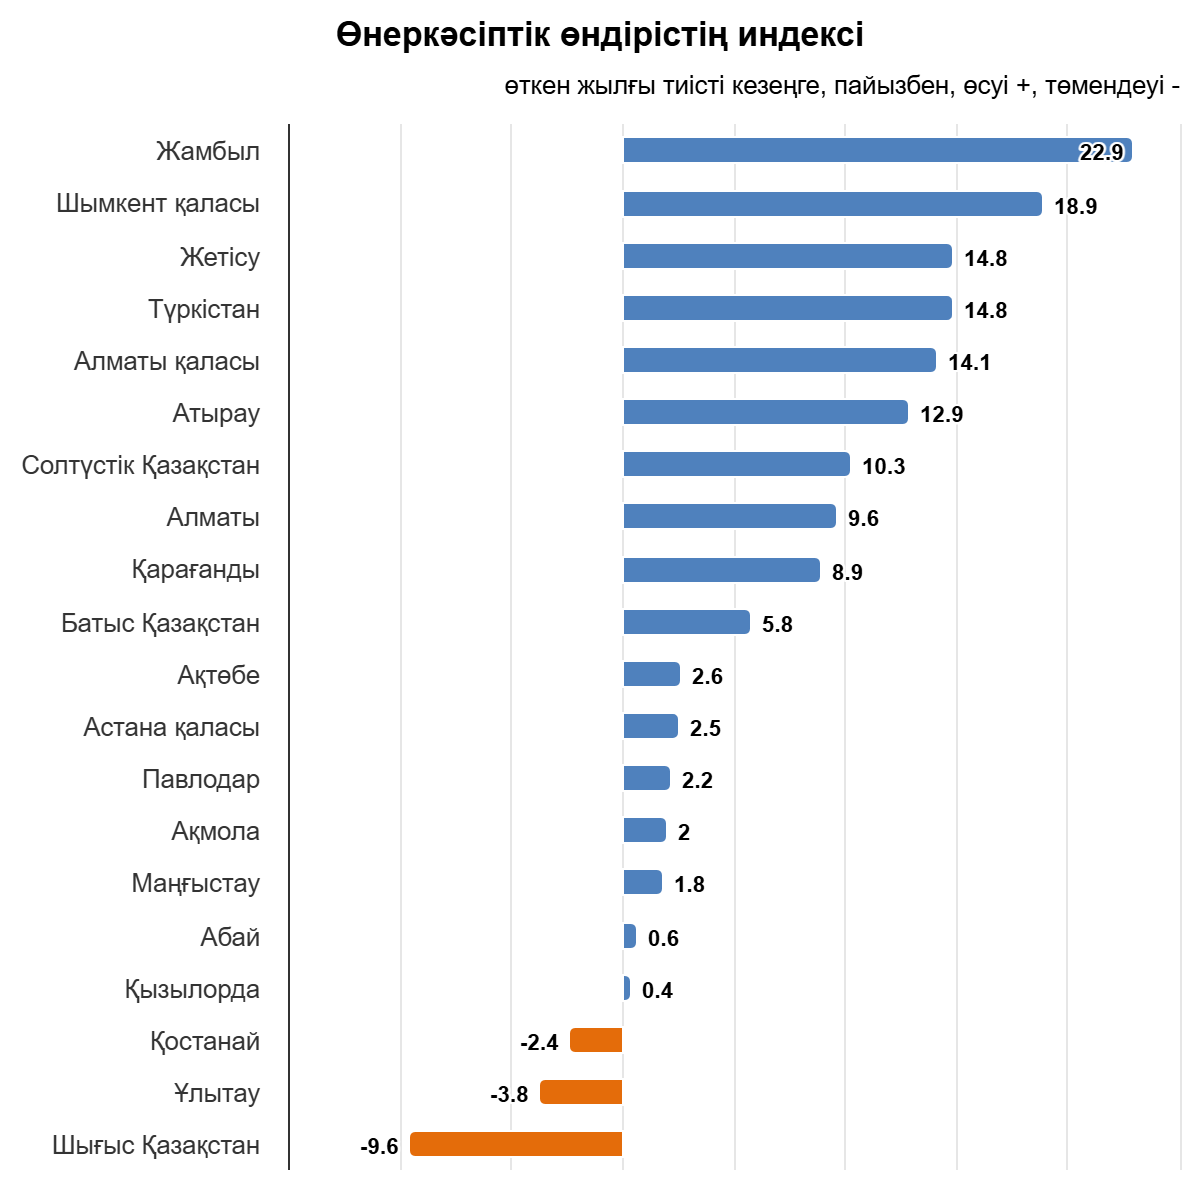 Өнеркәсіптік өндірістің индексі
өткен жылғы тиісті кезеңге, пайызбен, өсуі +, төмендеуі -
Жамбыл 22.9
Шымкент қаласы 18.9
Жетісу 14.8
Түркістан 14.8
Алматы қаласы 14.1
Атырау 12.9
Солтүстік Қазақстан 10.3
Алматы 9.6
Қарағанды 8.9
Батыс Қазақстан 5.8
Ақтөбе 2.6
Астана қаласы 2.5
Павлодар 2.2
Ақмола 2
Маңғыстау 1.8
Абай 0.6
Қызылорда 0.4
Қостанай -2.4
Ұлытау -3.8
Шығыс Қазақстан -9.6